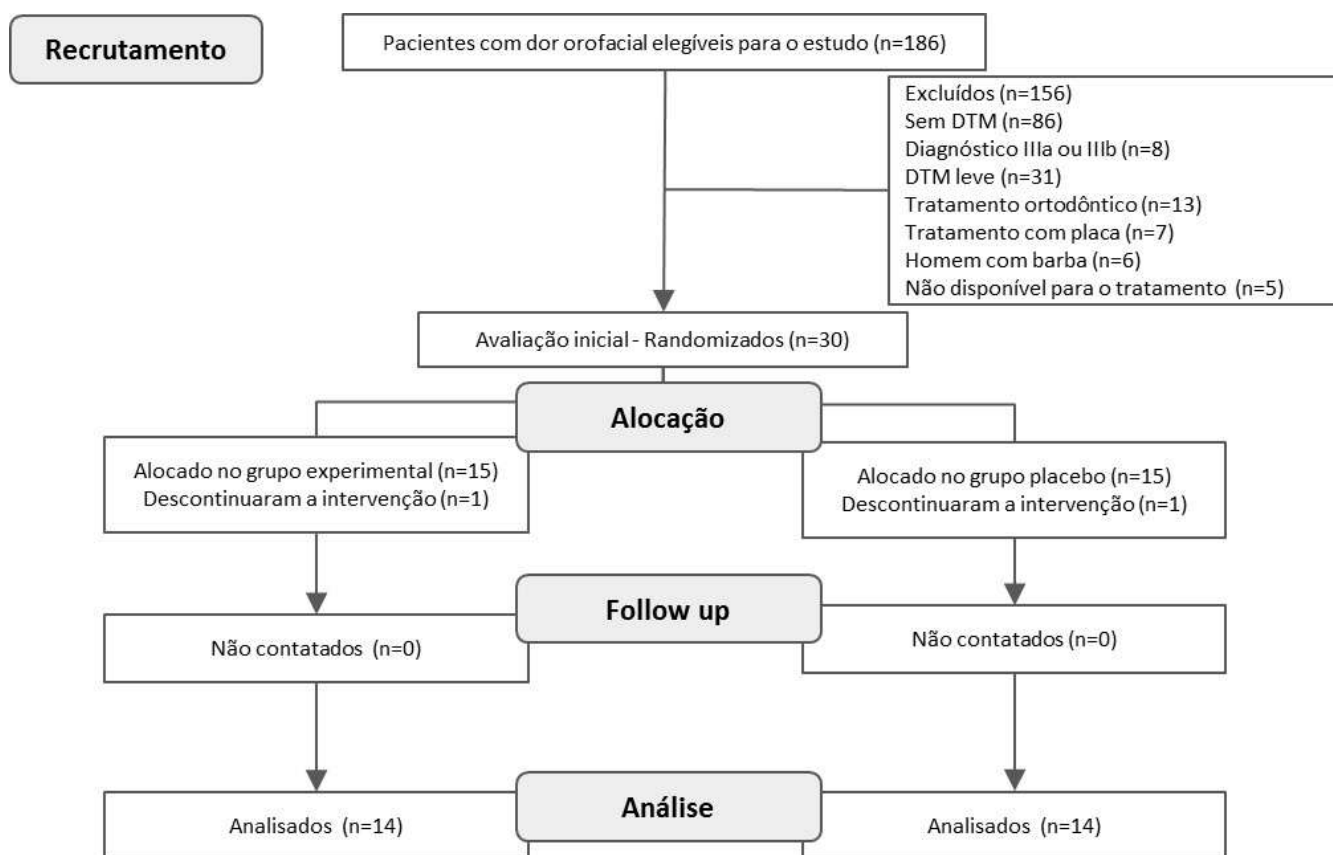 Recrutamento
Pacientes com dor orofacial elegíveis para o estudo (n=186)
Excluídos (n=156)
Sem DTM (n=86)
Diagnóstico IIIa ou IIIb (n=8)
DTM leve (n=31)
Tratamento ortodôntico (n=13)
Tratamento com placa (n=7)
Homem com barba (n=6)
Não disponível para o tratamento (n=5)
Avaliação inicial - Randomizados (n=30)
Alocação
Alocado no grupo experimental (n=15)
Descontinuaram a intervenção (n=1)
Alocado no grupo placebo (n=15)
Descontinuaram a intervenção (n=1)
Follow up
Não contatados (n=0)
Não contatados (n=0)
Análise
Analisados (n=14)
Analisados (n=14)